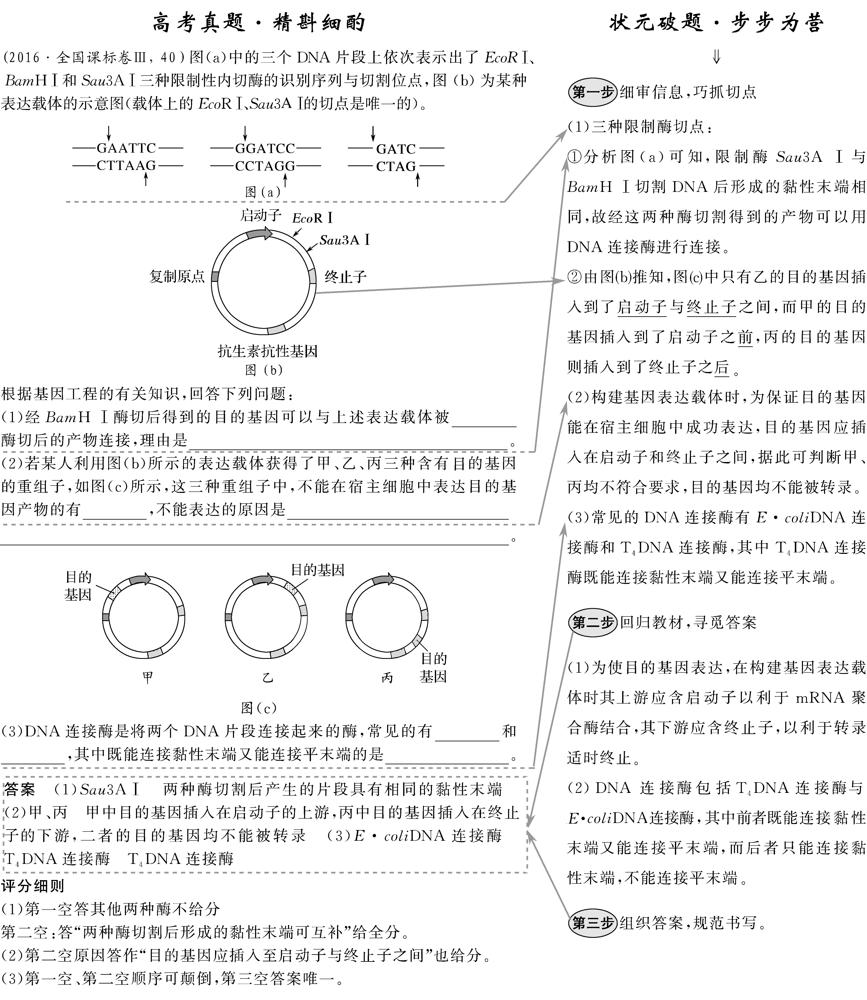 高考真题·精斟细酌
(2016·全国课标卷Ⅲ, 40)图(a)中的三个 DNA 片段上依次表示出了 EcoRⅠ、
BamHⅠ和 Sau3AⅠ三种限制性内切酶的识别序列与切割位点,图 (b) 为某种
表达载体的示意图(载体上的 EcoRⅠ、Sau3AⅠ的切点是唯一的)。
↓ ↓ ↓
GAATTC GGATCC GATC
CTTAAG CCTAGG CTAG
↑ ↑ ↑
图(a)
启动子 EcoRⅠ
Sau3AⅠ
复制原点 终止子
抗生素抗性基因
图 (b)
根据基因工程的有关知识,回答下列问题:
(1)经 BamH Ⅰ酶切后得到的目的基因可以与上述表达载体被________
酶切后的产物连接,理由是________________________________________。
(2)若某人利用图(b)所示的表达载体获得了甲、乙、丙三种含有目的基因
的重组子,如图(c)所示,这三种重组子中,不能在宿主细胞中表达目的基
因产物的有________,不能表达的原因是____________________________
________________________________________________________________。
目的
基因
目的基因
目的
基因
甲 乙 丙
图(c)
(3)DNA 连接酶是将两个 DNA 片段连接起来的酶,常见的有________和
________,其中既能连接黏性末端又能连接平末端的是________________。
答案 (1)Sau3AⅠ 两种酶切割后产生的片段具有相同的黏性末端
(2)甲、丙 甲中目的基因插入在启动子的上游,丙中目的基因插入在终止
子的下游,二者的目的基因均不能被转录 (3)E·coliDNA 连接酶
T4DNA 连接酶 T4DNA 连接酶
评分细则
(1)第一空答其他两种酶不给分
第二空:答“两种酶切割后形成的黏性末端可互补”给全分。
(2)第二空原因答作“目的基因应插入至启动子与终止子之间”也给分。
(3)第一空、第二空顺序可颠倒,第三空答案唯一。
状元破题·步步为营
⇓
第一步 细审信息,巧抓切点
(1)三种限制酶切点:
①分析图(a)可知,限制酶 Sau3A Ⅰ与
BamH Ⅰ切割 DNA 后形成的黏性末端相
同,故经这两种酶切割得到的产物可以用
DNA 连接酶进行连接。
②由图(b)推知,图(c)中只有乙的目的基因插
入到了启动子与终止子之间,而甲的目的
基因插入到了启动子之前,丙的目的基因
则插入到了终止子之后。
(2)构建基因表达载体时,为保证目的基因
能在宿主细胞中成功表达,目的基因应插
入在启动子和终止子之间,据此可判断甲、
丙均不符合要求,目的基因均不能被转录。
(3)常见的 DNA 连接酶有 E·coliDNA 连
接酶和 T4DNA 连接酶,其中 T4DNA 连接
酶既能连接黏性末端又能连接平末端。
第二步 回归教材,寻觅答案
(1)为使目的基因表达,在构建基因表达载
体时其上游应含启动子以利于 mRNA 聚
合酶结合,其下游应含终止子,以利于转录
适时终止。
(2) DNA 连接酶包括T4DNA 连接酶与
E·coliDNA连接酶,其中前者既能连接黏性
末端又能连接平末端,而后者只能连接黏
性末端,不能连接平末端。
第三步 组织答案,规范书写。